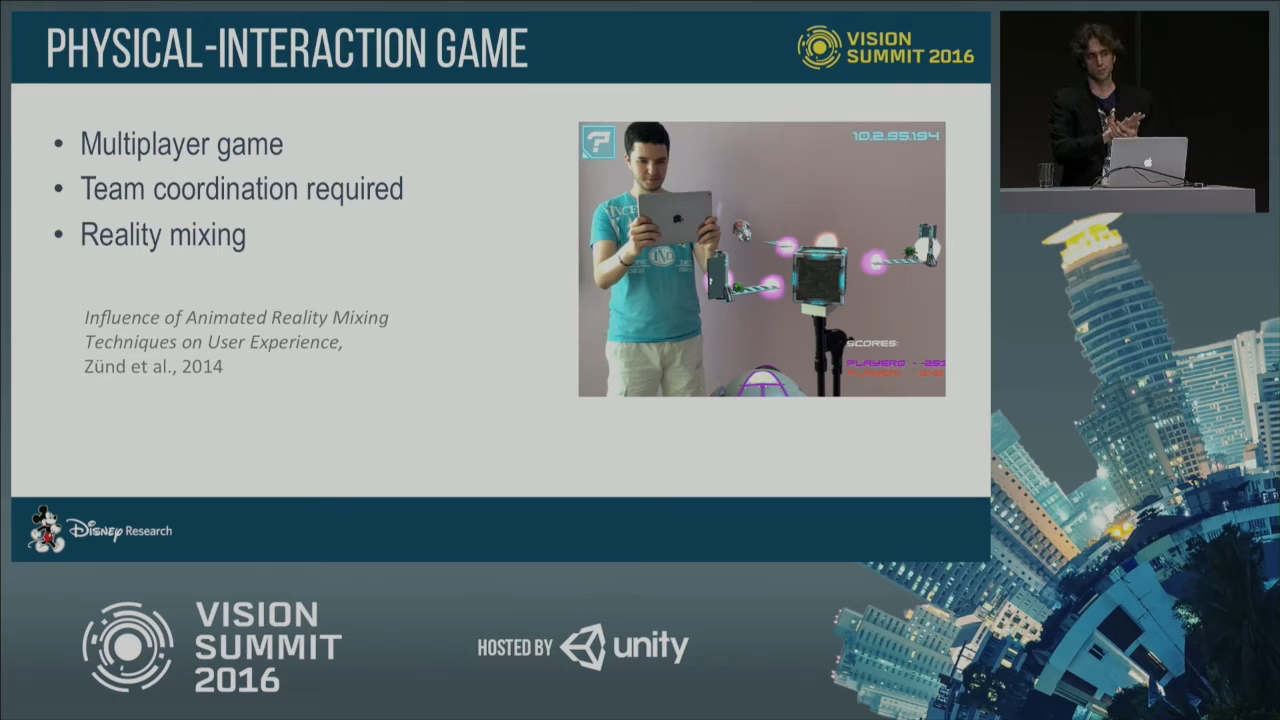 PHYSICAL-INTERACTION GAME
VISION
SUMMIT 2016
• Multiplayer game
• Team coordination required
• Reality mixing
Influence of Animated Reality Mixing
Techniques on User Experience,
Zünd et al., 2014
?
10.2.95.194
SCORES:
Disney Research
VISION
SUMMIT
2016
HOSTED BY unity